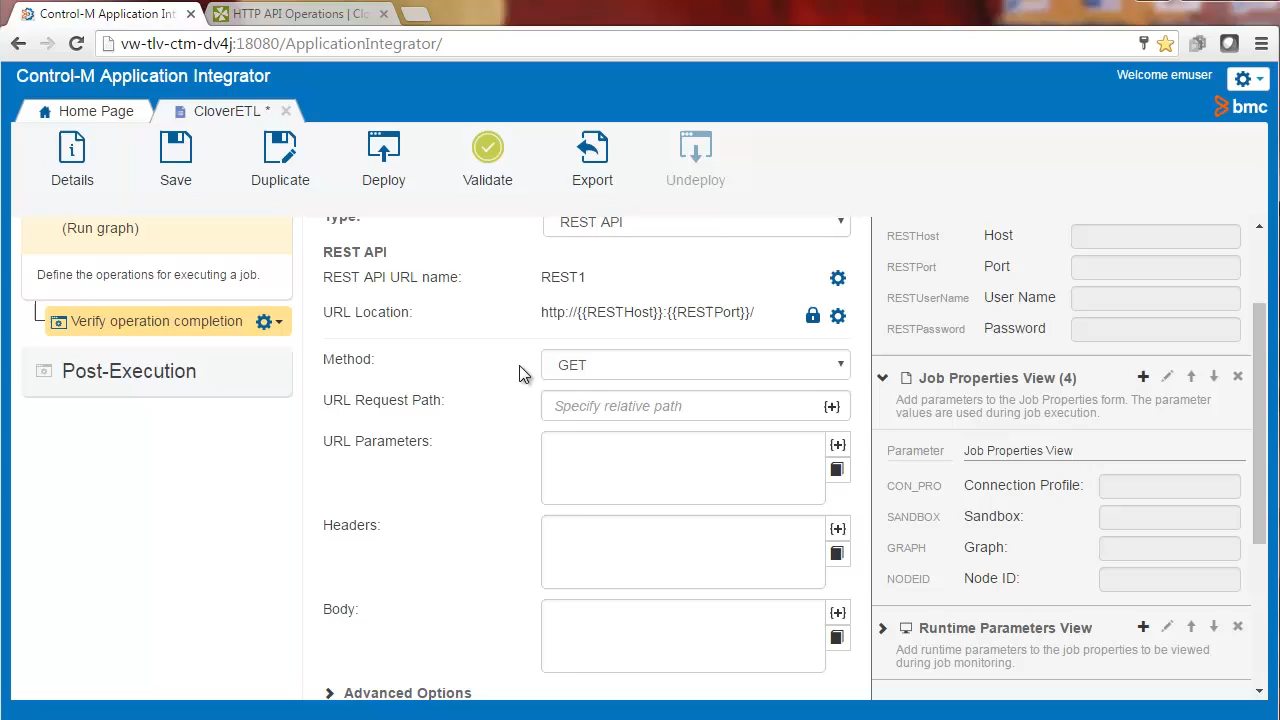 Control-M Application Int
HTTP API Operations | Clo
vw-tlv-ctm-dv4j:18080/ApplicationIntegrator/
Control-M Application Integrator
Welcome emuser
Home Page
CloverETL *
bmc
Details
Save
Duplicate
Deploy
Validate
Export
Undeploy
(Run graph)
Define the operations for executing a job.
Verify operation completion
Post-Execution
Type:
REST API
REST API
REST API URL name:
REST1
URL Location:
http://{{RESTHost}}:{{RESTPort}}/
Method:
GET
URL Request Path:
Specify relative path
{+}
URL Parameters:
{+}
Headers:
{+}
Body:
{+}
Advanced Options
RESTHost Host
RESTPort Port
RESTUserName User Name
RESTPassword Password
Job Properties View (4)
Add parameters to the Job Properties form. The parameter
values are used during job execution.
Parameter Job Properties View
CON_PRO Connection Profile:
SANDBOX Sandbox:
GRAPH Graph:
NODEID Node ID:
Runtime Parameters View
Add runtime parameters to the job properties to be viewed
during job monitoring.